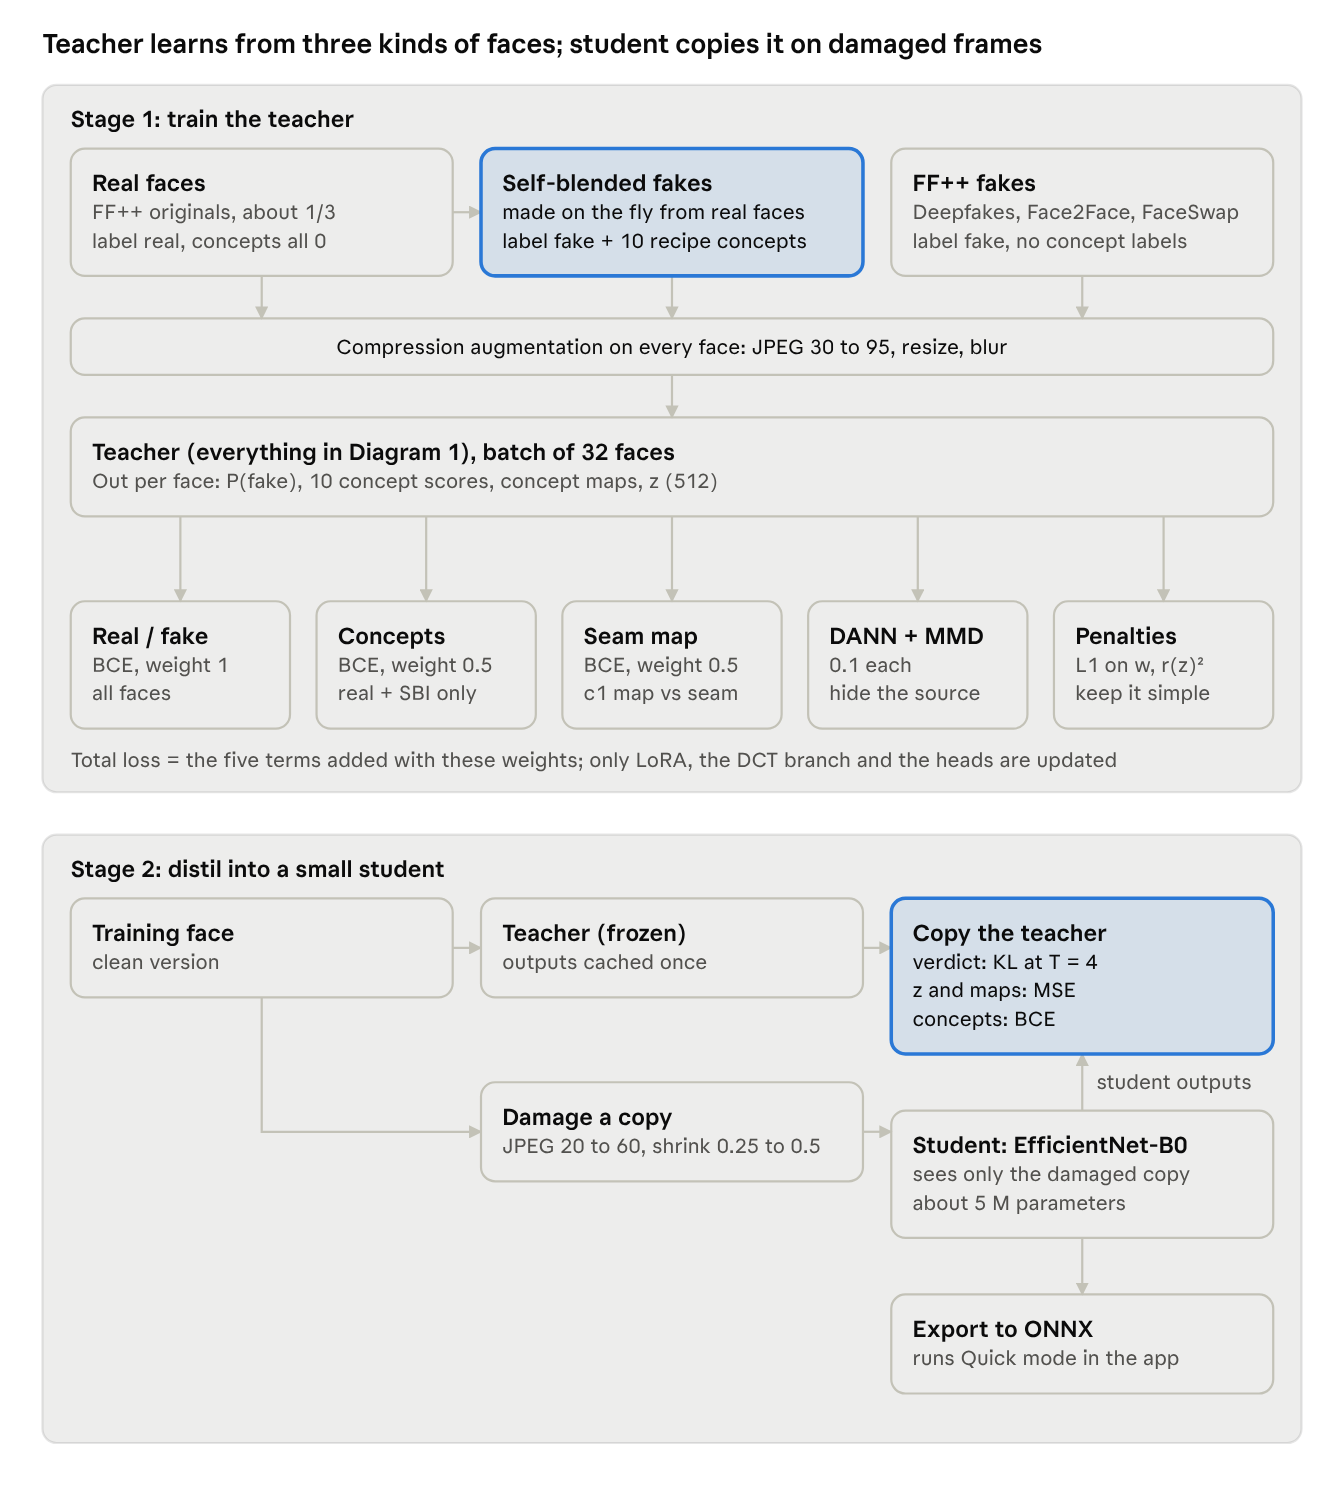 Teacher learns from three kinds of faces; student copies it on damaged frames
Stage 1: train the teacher
Real faces
FF++ originals, about 1/3
label real, concepts all 0
Self-blended fakes
made on the fly from real faces
label fake + 10 recipe concepts
FF++ fakes
Deepfakes, Face2Face, FaceSwap
label fake, no concept labels
Compression augmentation on every face: JPEG 30 to 95, resize, blur
Teacher (everything in Diagram 1), batch of 32 faces
Out per face: P(fake), 10 concept scores, concept maps, z (512)
Real / fake
BCE, weight 1
all faces
Concepts
BCE, weight 0.5
real + SBI only
Seam map
BCE, weight 0.5
c1 map vs seam
DANN + MMD
0.1 each
hide the source
Penalties
L1 on w, r(z)²
keep it simple
Total loss = the five terms added with these weights; only LoRA, the DCT branch and the heads are updated
Stage 2: distil into a small student
Training face
clean version
Teacher (frozen)
outputs cached once
Copy the teacher
verdict: KL at T = 4
z and maps: MSE
concepts: BCE
student outputs
Damage a copy
JPEG 20 to 60, shrink 0.25 to 0.5
Student: EfficientNet-B0
sees only the damaged copy
about 5 M parameters
Export to ONNX
runs Quick mode in the app